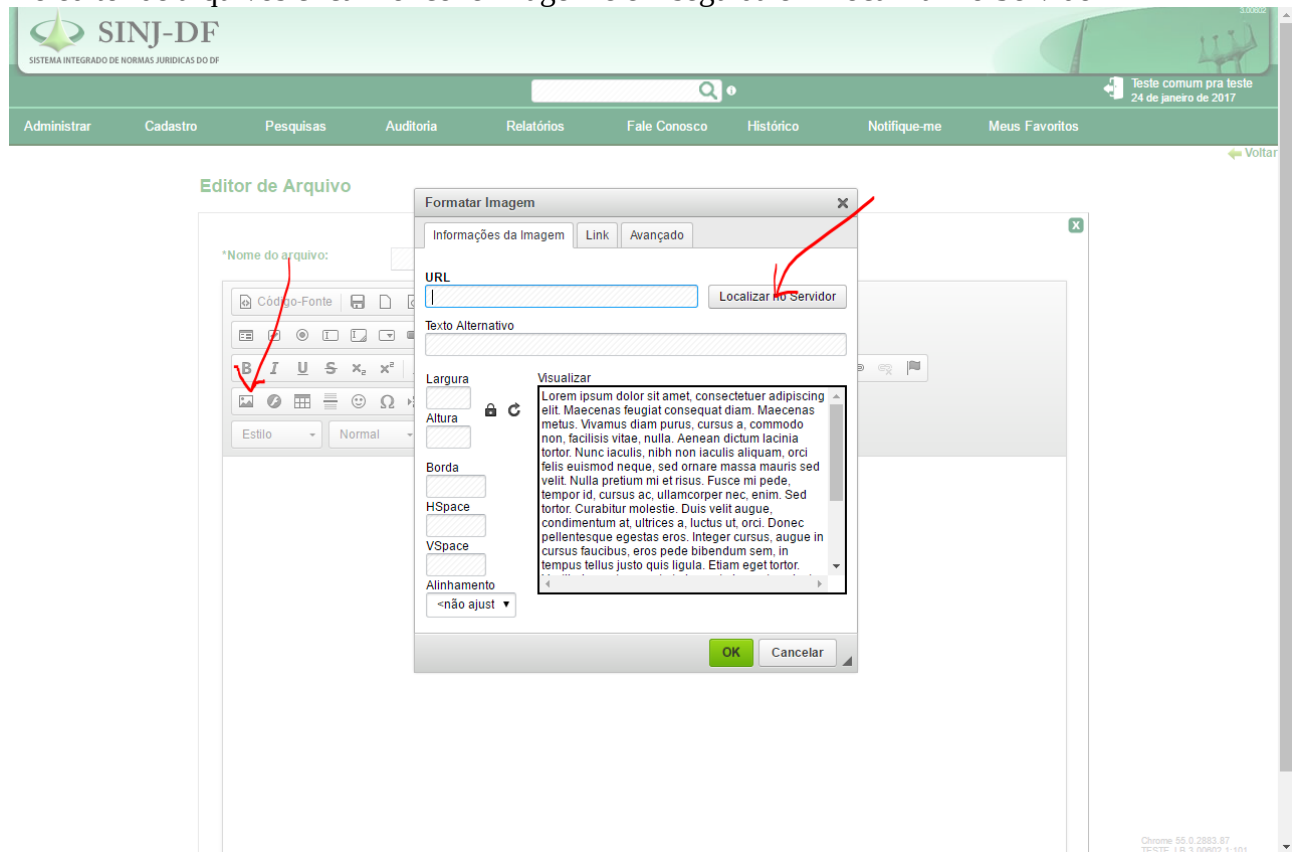 SINJ-DF
SISTEMA INTEGRADO DE NORMAS JURIDICAS DO DF
Teste comum pra teste
24 de janeiro de 2017
Administrar Cadastro Pesquisas Auditoria Relatórios Fale Conosco Histórico Notifique-me Meus Favoritos
Voltar
Editor de Arquivo
Formatar Imagem
Informações da Imagem Link Avançado
*Nome do arquivo:
URL
Localizar no Servidor
Código-Fonte
Texto Alternativo
Largura
Altura
Borda
HSpace
VSpace
Alinhamento
<não ajust
Visualizar
Lorem ipsum dolor sit amet, consectetuer adipiscing
elit. Maecenas feugiat consequat diam. Maecenas
metus. Vivamus diam purus, cursus a, commodo
non, facilisis vitae, nulla. Aenean dictum lacinia
tortor. Nunc iaculis, nibh non iaculis aliquam, orci
felis euismod neque, sed ornare massa mauris sed
velit. Nulla pretium mi et risus. Fusce mi pede,
tempor id, cursus ac, ullamcorper nec, enim. Sed
tortor. Curabitur molestie. Duis velit augue,
condimentum at, ultrices a, luctus ut, orci. Donec
pellentesque egestas eros. Integer cursus, augue in
cursus faucibus, eros pede bibendum sem, in
tempus tellus justo quis ligula. Etiam eget tortor.
Estilo Normal
OK Cancelar
Chrome 55.0.2883.87